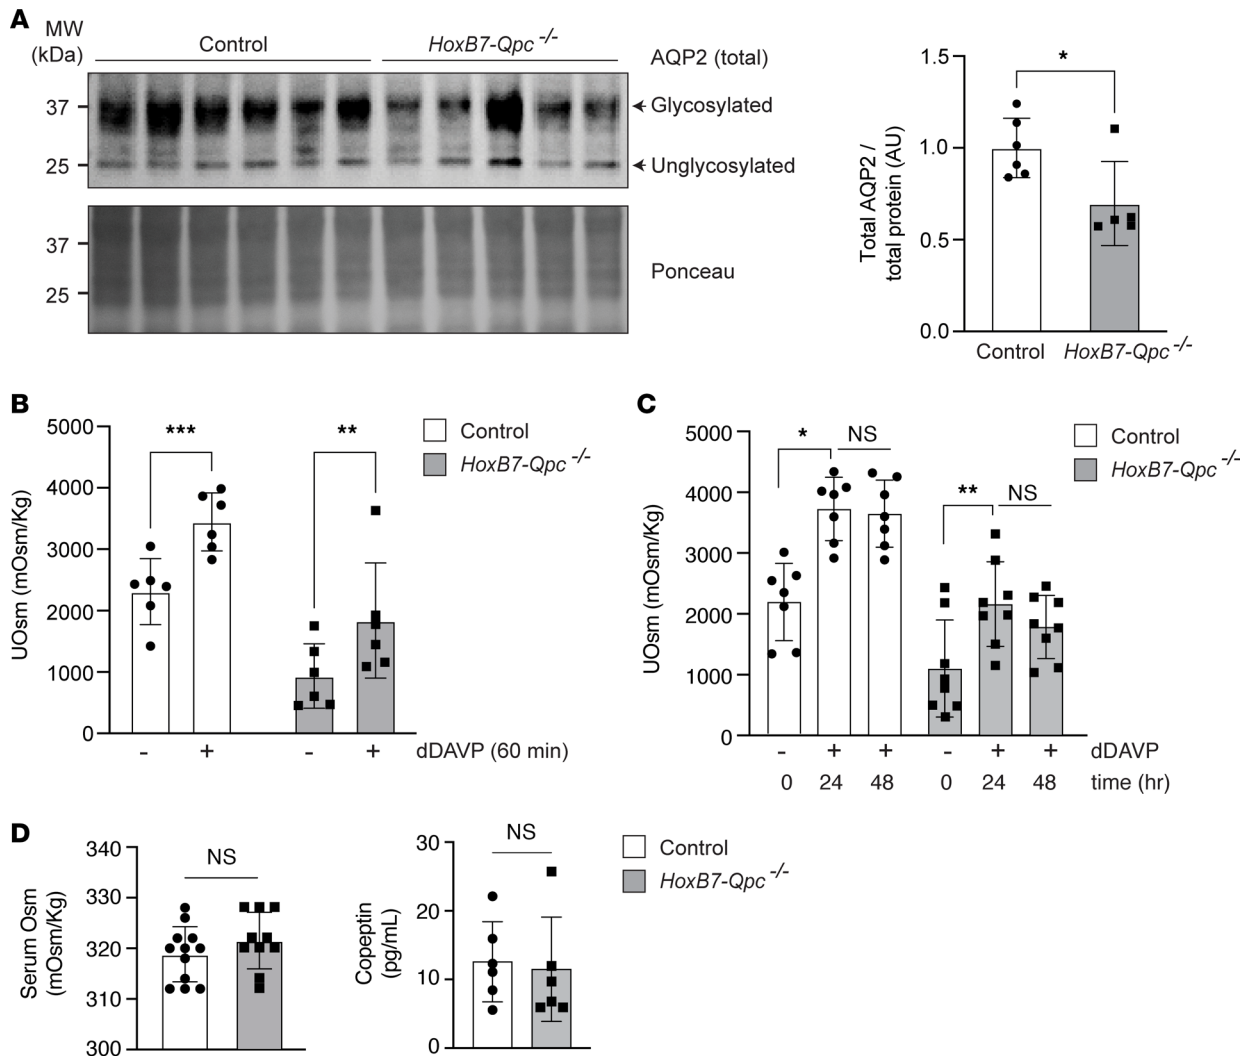 A
MW
(kDa)
Control
HoxB7-Qpc -/-
AQP2 (total)
37
Glycosylated
25
Unglycosylated
37
Ponceau
25
Total AQP2 /
total protein (AU)
1.5
1.0
0.5
0.0
*
Control HoxB7-Qpc -/-
B
UOsm (mOsm/Kg)
5000
4000
3000
2000
1000
0
*** **
Control
HoxB7-Qpc -/-
- + - + dDAVP (60 min)
C
UOsm (mOsm/Kg)
5000
4000
3000
2000
1000
0
* NS
** NS
Control
HoxB7-Qpc -/-
- + + - + + dDAVP
0 24 48 0 24 48 time (hr)
D
Serum Osm
(mOsm/Kg)
340
330
320
310
300
NS
Copeptin
(pg/mL)
30
20
10
0
NS
Control
HoxB7-Qpc -/-